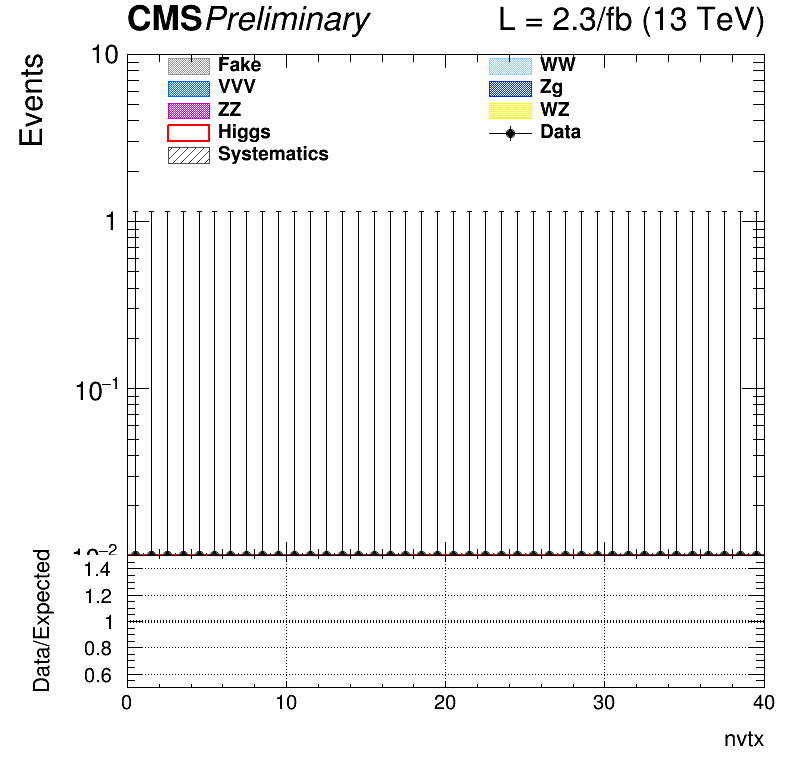 CMSPreliminary L = 2.3/fb (13 TeV)
Events
10
1
10⁻¹
10⁻²
Fake
VVV
ZZ
Higgs
Systematics
WW
Zg
WZ
Data
Data/Expected
1.4
1.2
1
0.8
0.6
0 10 20 30 40
nvtx